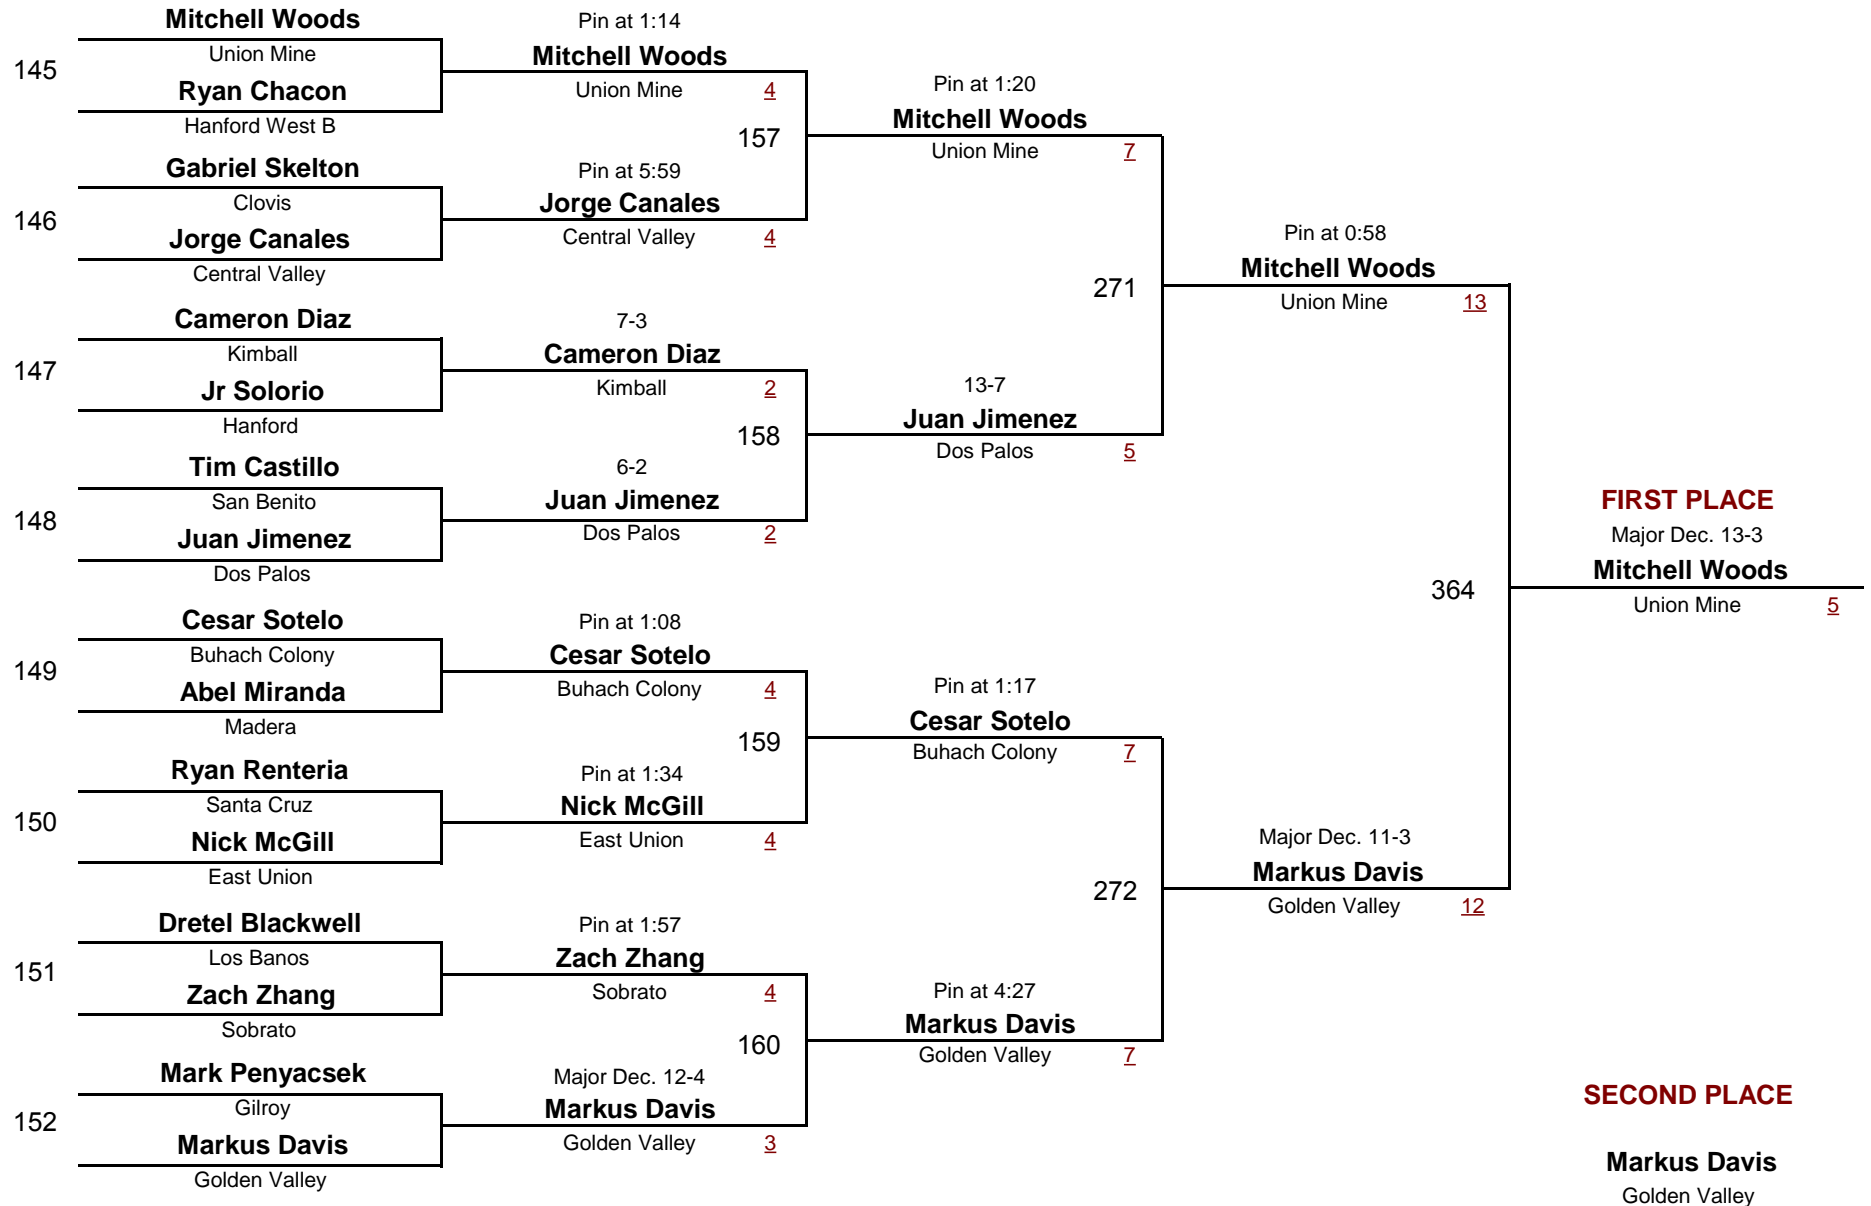 Mitchell Woods
Union Mine
145
Ryan Chacon
Hanford West B
Gabriel Skelton
Clovis
146
Jorge Canales
Central Valley
Cameron Diaz
Kimball
147
Jr Solorio
Hanford
Tim Castillo
San Benito
148
Juan Jimenez
Dos Palos
Cesar Sotelo
Buhach Colony
149
Abel Miranda
Madera
Ryan Renteria
Santa Cruz
150
Nick McGill
East Union
Dretel Blackwell
Los Banos
151
Zach Zhang
Sobrato
Mark Penyacsek
Gilroy
152
Markus Davis
Golden Valley
Pin at 1:14
Mitchell Woods
Union Mine 4
157
Pin at 5:59
Jorge Canales
Central Valley 4
7-3
Cameron Diaz
Kimball 2
158
6-2
Juan Jimenez
Dos Palos 2
Pin at 1:08
Cesar Sotelo
Buhach Colony 4
159
Pin at 1:34
Nick McGill
East Union 4
Pin at 1:57
Zach Zhang
Sobrato 4
160
Major Dec. 12-4
Markus Davis
Golden Valley 3
Pin at 1:20
Mitchell Woods
Union Mine 7
271
13-7
Juan Jimenez
Dos Palos 5
Pin at 1:17
Cesar Sotelo
Buhach Colony 7
272
Pin at 4:27
Markus Davis
Golden Valley 7
Pin at 0:58
Mitchell Woods
Union Mine 13
364
Major Dec. 11-3
Markus Davis
Golden Valley 12
FIRST PLACE
Major Dec. 13-3
Mitchell Woods
Union Mine 5
SECOND PLACE
Markus Davis
Golden Valley